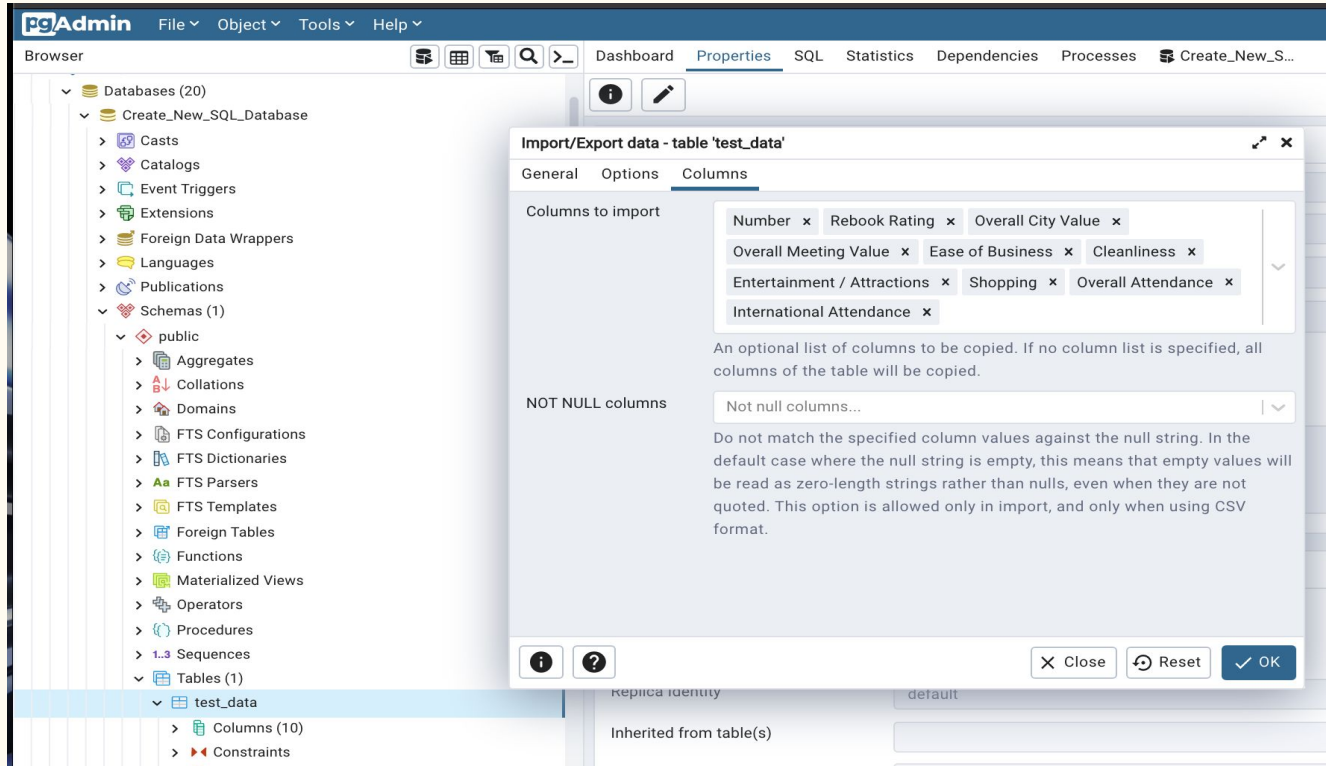 pgAdmin File Object Tools Help
Browser
Dashboard Properties SQL Statistics Dependencies Processes Create_New_S...
Databases (20)
Create_New_SQL_Database
Casts
Catalogs
Event Triggers
Extensions
Foreign Data Wrappers
Languages
Publications
Schemas (1)
public
Aggregates
Collations
Domains
FTS Configurations
FTS Dictionaries
Aa FTS Parsers
FTS Templates
Foreign Tables
Functions
Materialized Views
Operators
Procedures
1..3 Sequences
Tables (1)
test_data
Columns (10)
Constraints
Import/Export data - table 'test_data'
General Options Columns
Columns to import
Number × Rebook Rating × Overall City Value ×
Overall Meeting Value × Ease of Business × Cleanliness ×
Entertainment / Attractions × Shopping × Overall Attendance ×
International Attendance ×
An optional list of columns to be copied. If no column list is specified, all
columns of the table will be copied.
NOT NULL columns
Not null columns...
Do not match the specified column values against the null string. In the
default case where the null string is empty, this means that empty values will
be read as zero-length strings rather than nulls, even when they are not
quoted. This option is allowed only in import, and only when using CSV
format.
Close Reset OK
Replica Identity
default
Inherited from table(s)